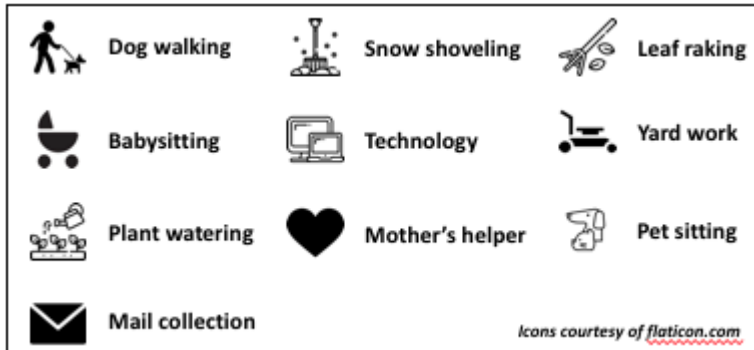 Dog walking
Snow shoveling
Leaf raking
Babysitting
Technology
Yard work
Plant watering
Mother's helper
Pet sitting
Mail collection
Icons courtesy of flaticon.com